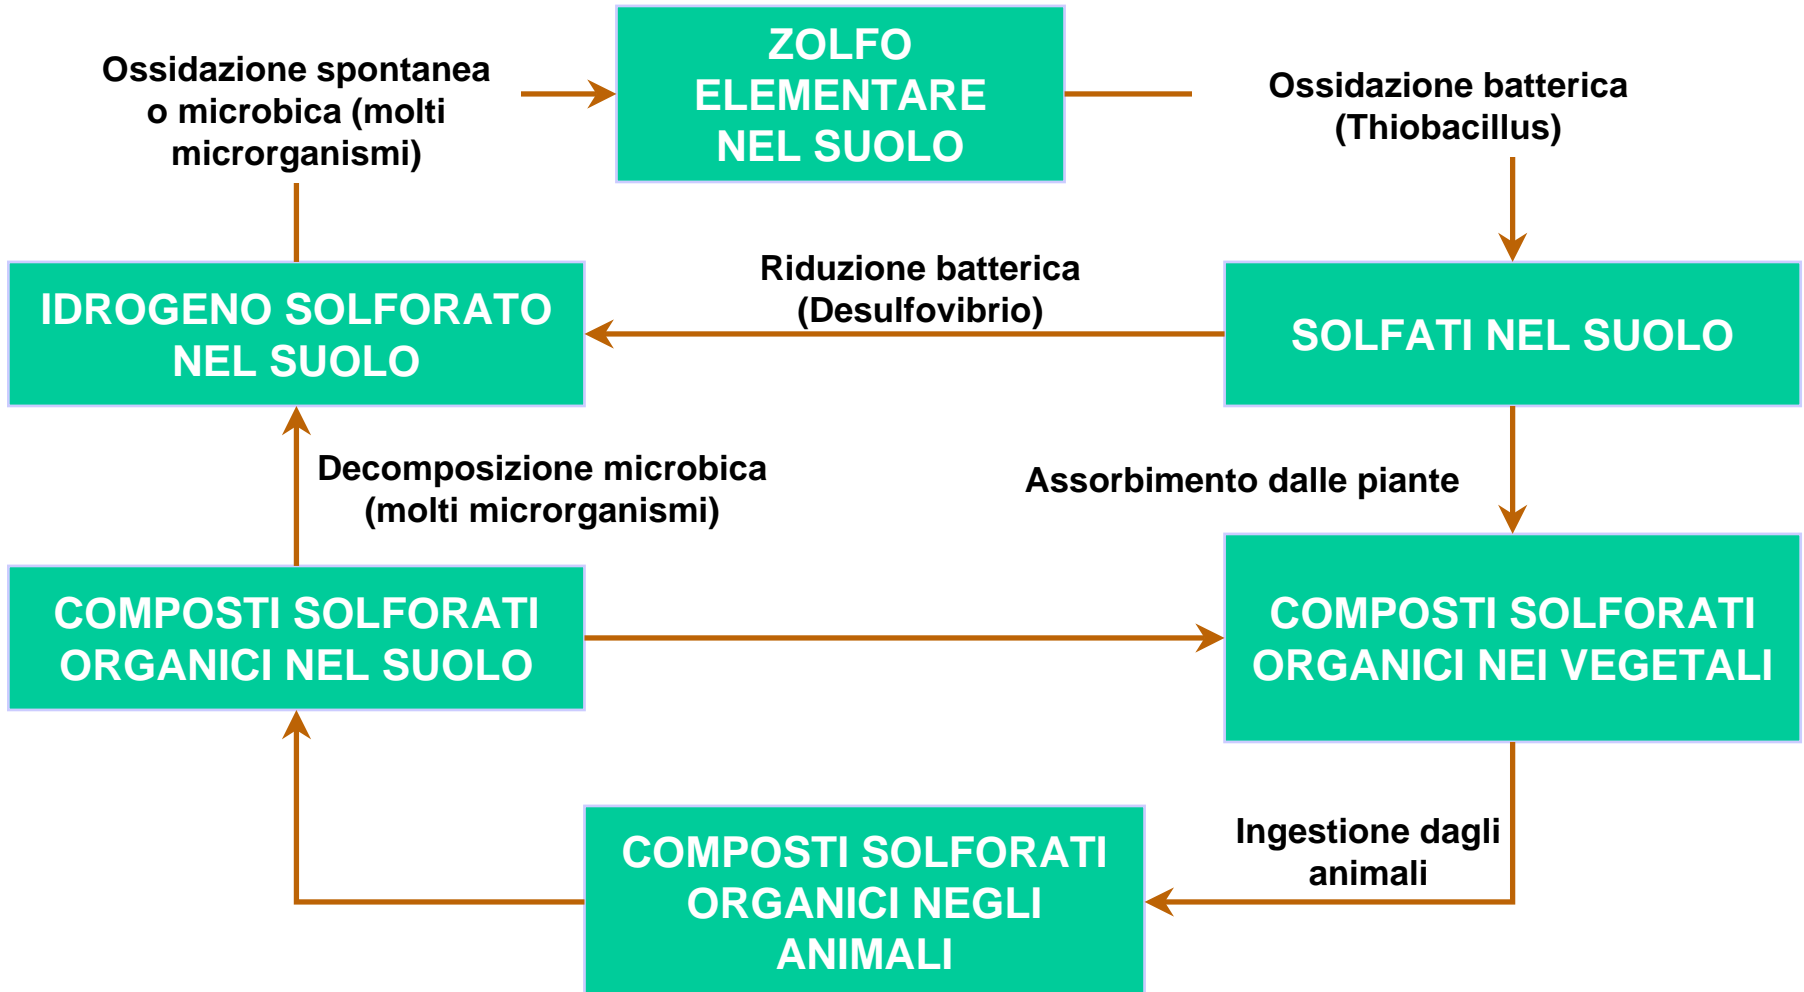 Ossidazione spontanea
o microbica (molti
microrganismi)
ZOLFO
ELEMENTARE
NEL SUOLO
Ossidazione batterica
(Thiobacillus)
IDROGENO SOLFORATO
NEL SUOLO
Riduzione batterica
(Desulfovibrio)
SOLFATI NEL SUOLO
Decomposizione microbica
(molti microrganismi)
Assorbimento dalle piante
COMPOSTI SOLFORATI
ORGANICI NEL SUOLO
COMPOSTI SOLFORATI
ORGANICI NEI VEGETALI
COMPOSTI SOLFORATI
ORGANICI NEGLI
ANIMALI
Ingestione dagli
animali